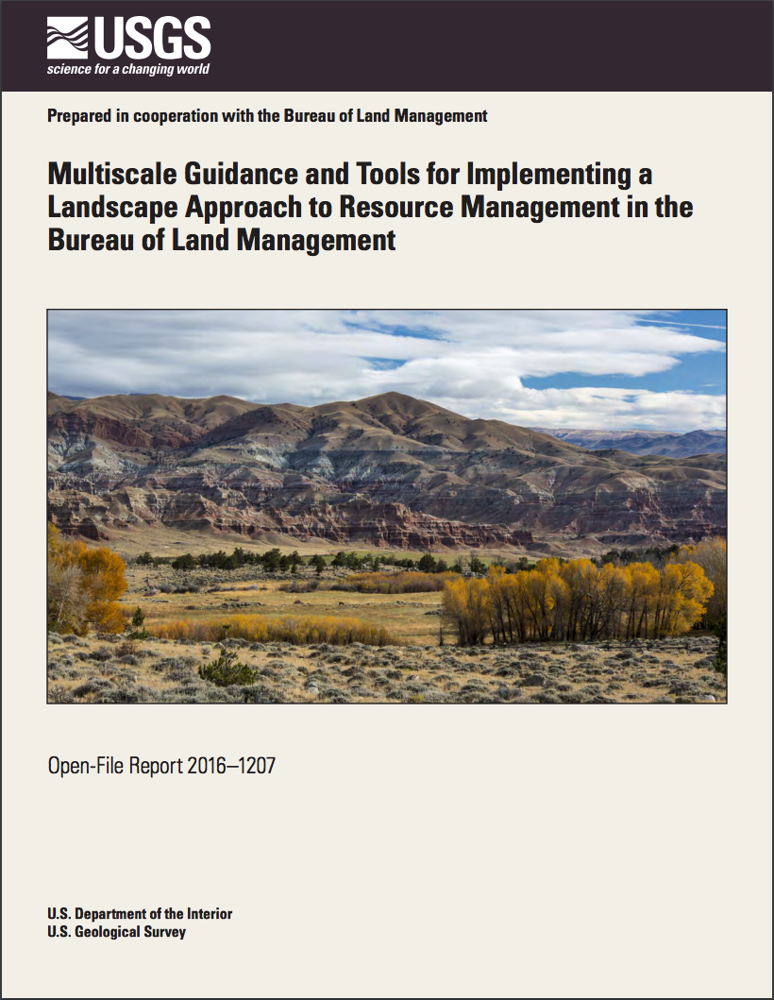 USGS
science for a changing world
Prepared in cooperation with the Bureau of Land Management
Multiscale Guidance and Tools for Implementing a
Landscape Approach to Resource Management in the
Bureau of Land Management
Open-File Report 2016–1207
U.S. Department of the Interior
U.S. Geological Survey